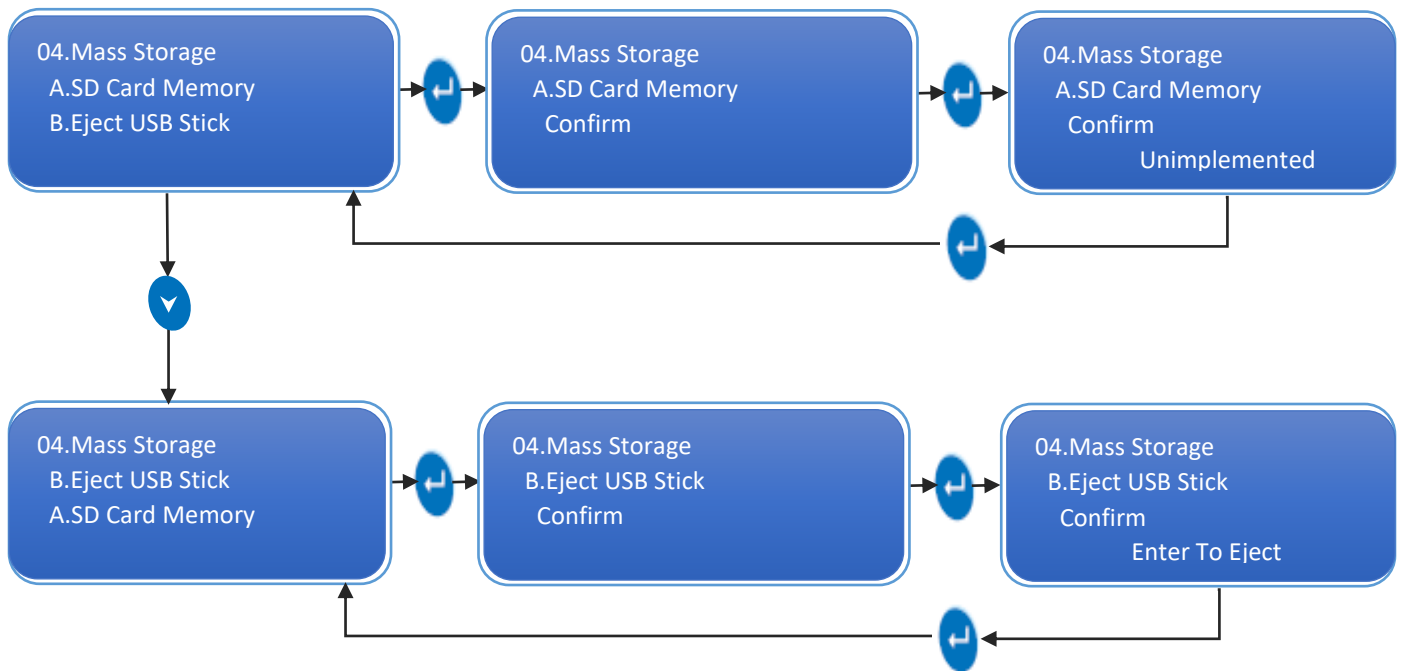 04.Mass Storage
A.SD Card Memory
B.Eject USB Stick
04.Mass Storage
A.SD Card Memory
Confirm
04.Mass Storage
A.SD Card Memory
Confirm
Unimplemented
04.Mass Storage
B.Eject USB Stick
A.SD Card Memory
04.Mass Storage
B.Eject USB Stick
Confirm
04.Mass Storage
B.Eject USB Stick
Confirm
Enter To Eject